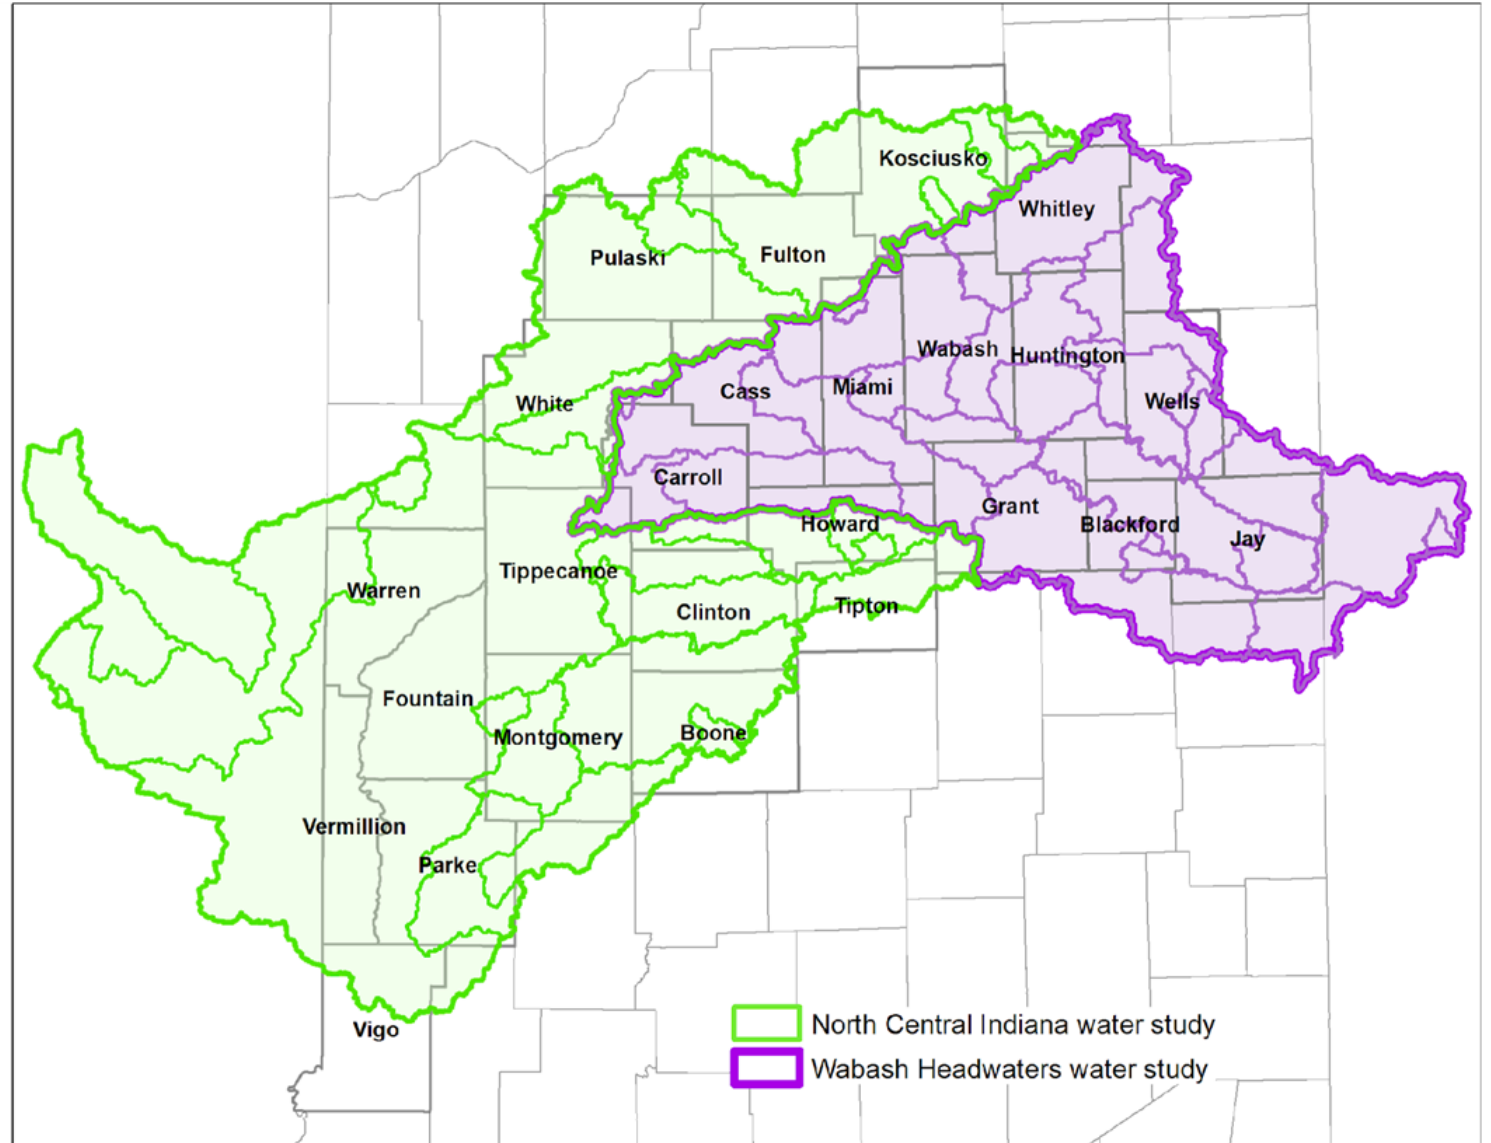 Kosciusko
Whitley
Pulaski
Fulton
Wabash
Huntington
White
Cass
Miami
Wells
Carroll
Grant
Howard
Blackford
Jay
Tippecanoe
Warren
Clinton
Tipton
Fountain
Montgomery
Boone
Vermillion
Parke
Vigo
North Central Indiana water study
Wabash Headwaters water study